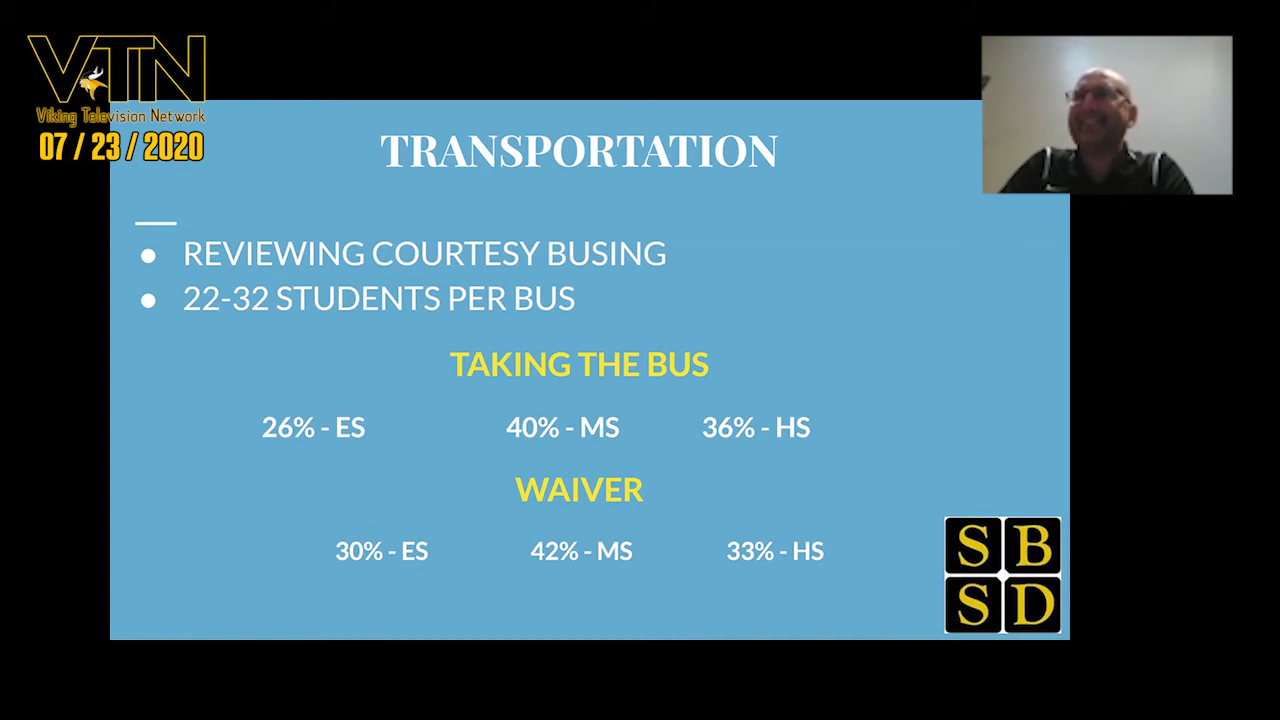 VTN
Viking Television Network
07 / 23 / 2020
TRANSPORTATION
● REVIEWING COURTESY BUSING
● 22-32 STUDENTS PER BUS
TAKING THE BUS
26% - ES 40% - MS 36% - HS
WAIVER
30% - ES 42% - MS 33% - HS
S B
S D